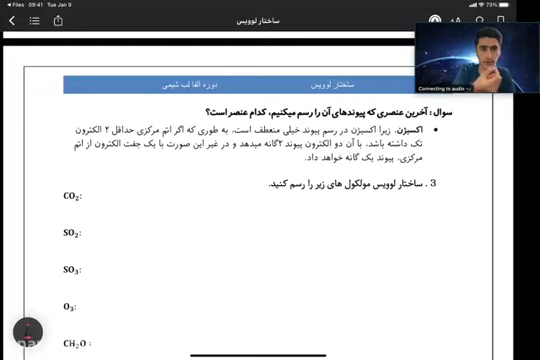 Files 09:41 Tue Jan 9
73%
ساختار لوویس
AA
Connecting to audio
ساختار لوویس
دوره الفا لب شیمی
سوال : آخرین عنصری که پیوندهای آن را رسم میکنیم، کدام عنصر است؟
• اکسیژن، زیرا اکسیژن در رسم پیوند خیلی منعطف است، به طوری که اگر اتم مرکزی حداقل ۲ الکترون
تک داشته باشد، با آن دو الکترون پیوند ۲گانه میدهد و در غیر این صورت با یک جفت الکترون از اتم
مرکزی، پیوند یک گانه خواهد داد.
3 . ساختار لوویس مولکول های زیر را رسم کنید.
CO₂:
SO₂:
SO₃:
O₃:
CH₂O :